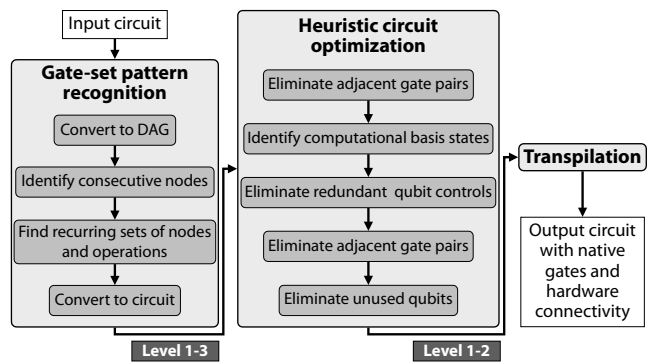 Input circuit
Gate-set pattern
recognition
Convert to DAG
Identify consecutive nodes
Find recurring sets of nodes
and operations
Convert to circuit
Level 1-3
Heuristic circuit
optimization
Eliminate adjacent gate pairs
Identify computational basis states
Eliminate redundant qubit controls
Eliminate adjacent gate pairs
Eliminate unused qubits
Level 1-2
Transpilation
Output circuit
with native
gates and
hardware
connectivity